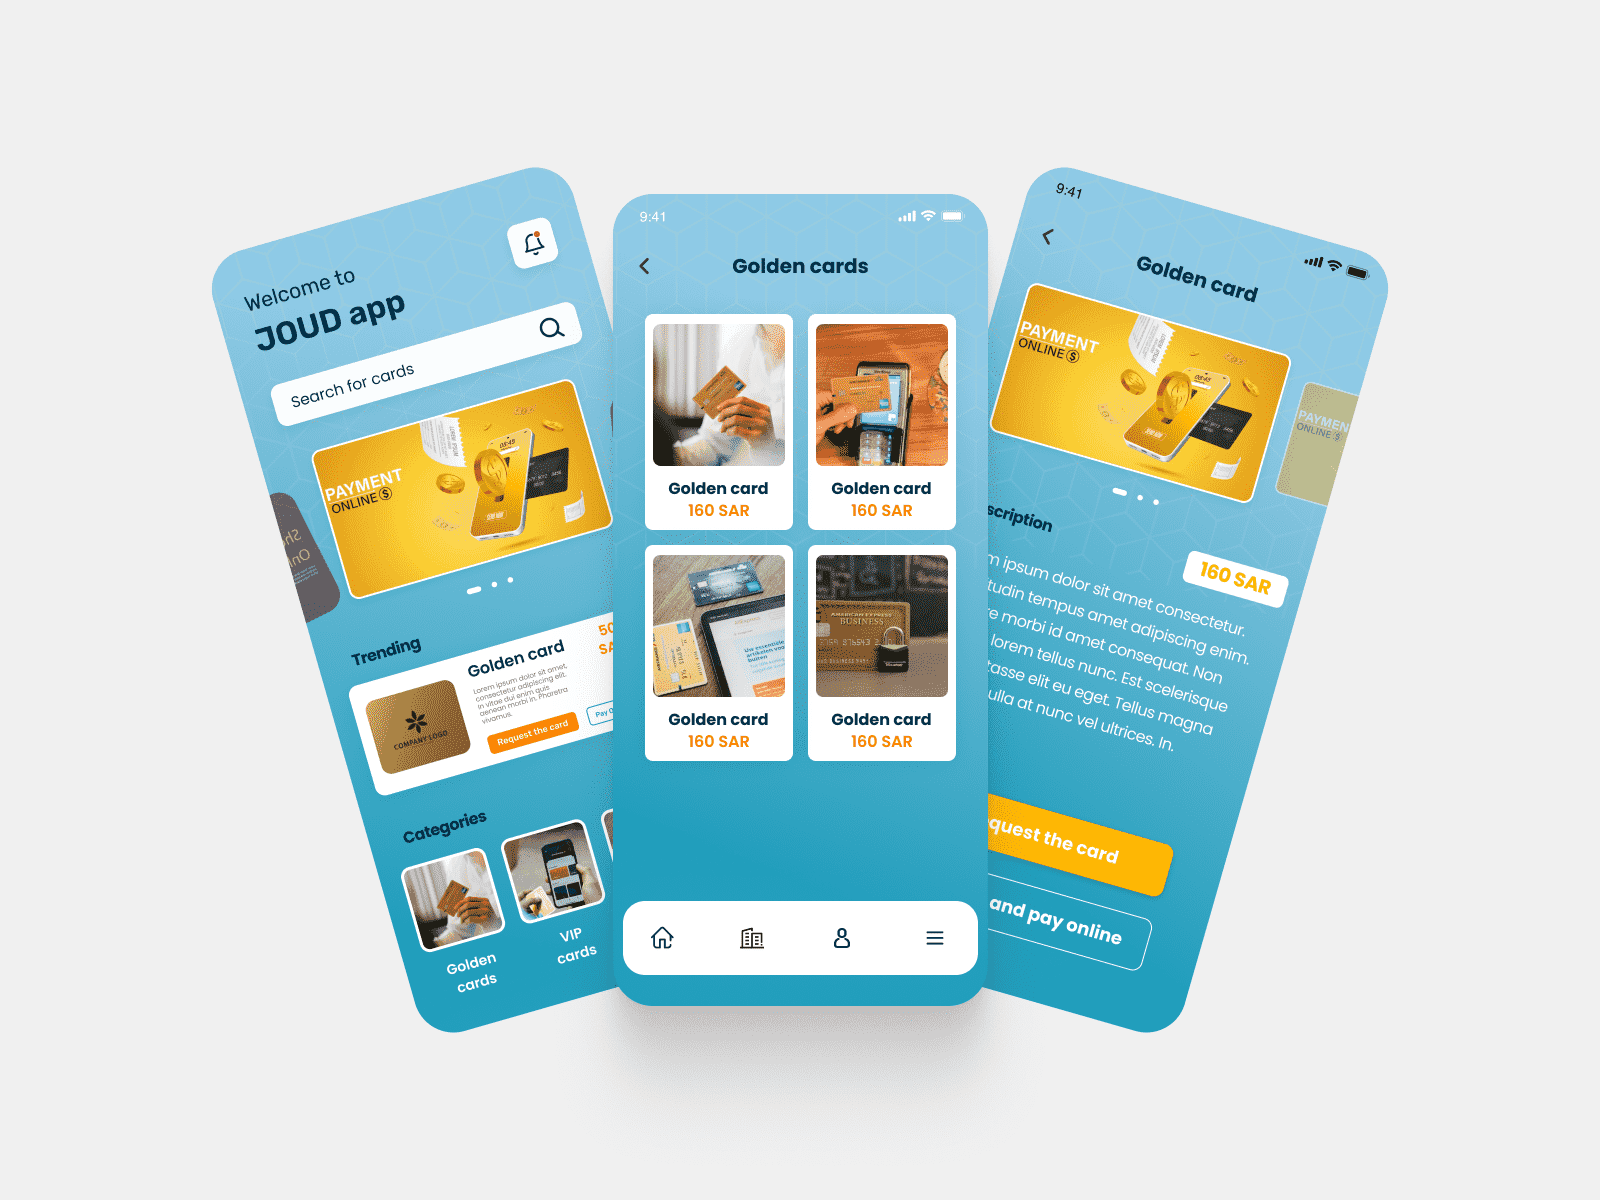 Welcome to
JOUD app
Search for cards
PAYMENT
ONLINE $
Trending
Golden card
Lorem ipsum dolor sit amet,
consectetur adipiscing elit.
in vitae dui enim quis
aenean morbi in. Pharetra
vivamus.
50
SA
Request the card
Pay O
COMPANY LOGO
Categories
Golden
cards
VIP
cards
9:41
Golden cards
Golden card
160 SAR
Golden card
160 SAR
AMERICAN EXPRESS
BUSINESS
Golden card
160 SAR
Golden card
160 SAR
9:41
Golden card
PAYMENT
ONLINE $
PAYMEN
ONLINE $
scription
160 SAR
m ipsum dolor sit amet consectetur.
tudin tempus amet adipiscing enim.
re morbi id amet consequat. Non
lorem tellus nunc. Est scelerisque
tasse elit eu eget. Tellus magna
ulla at nunc vel ultrices. In.
quest the card
and pay online